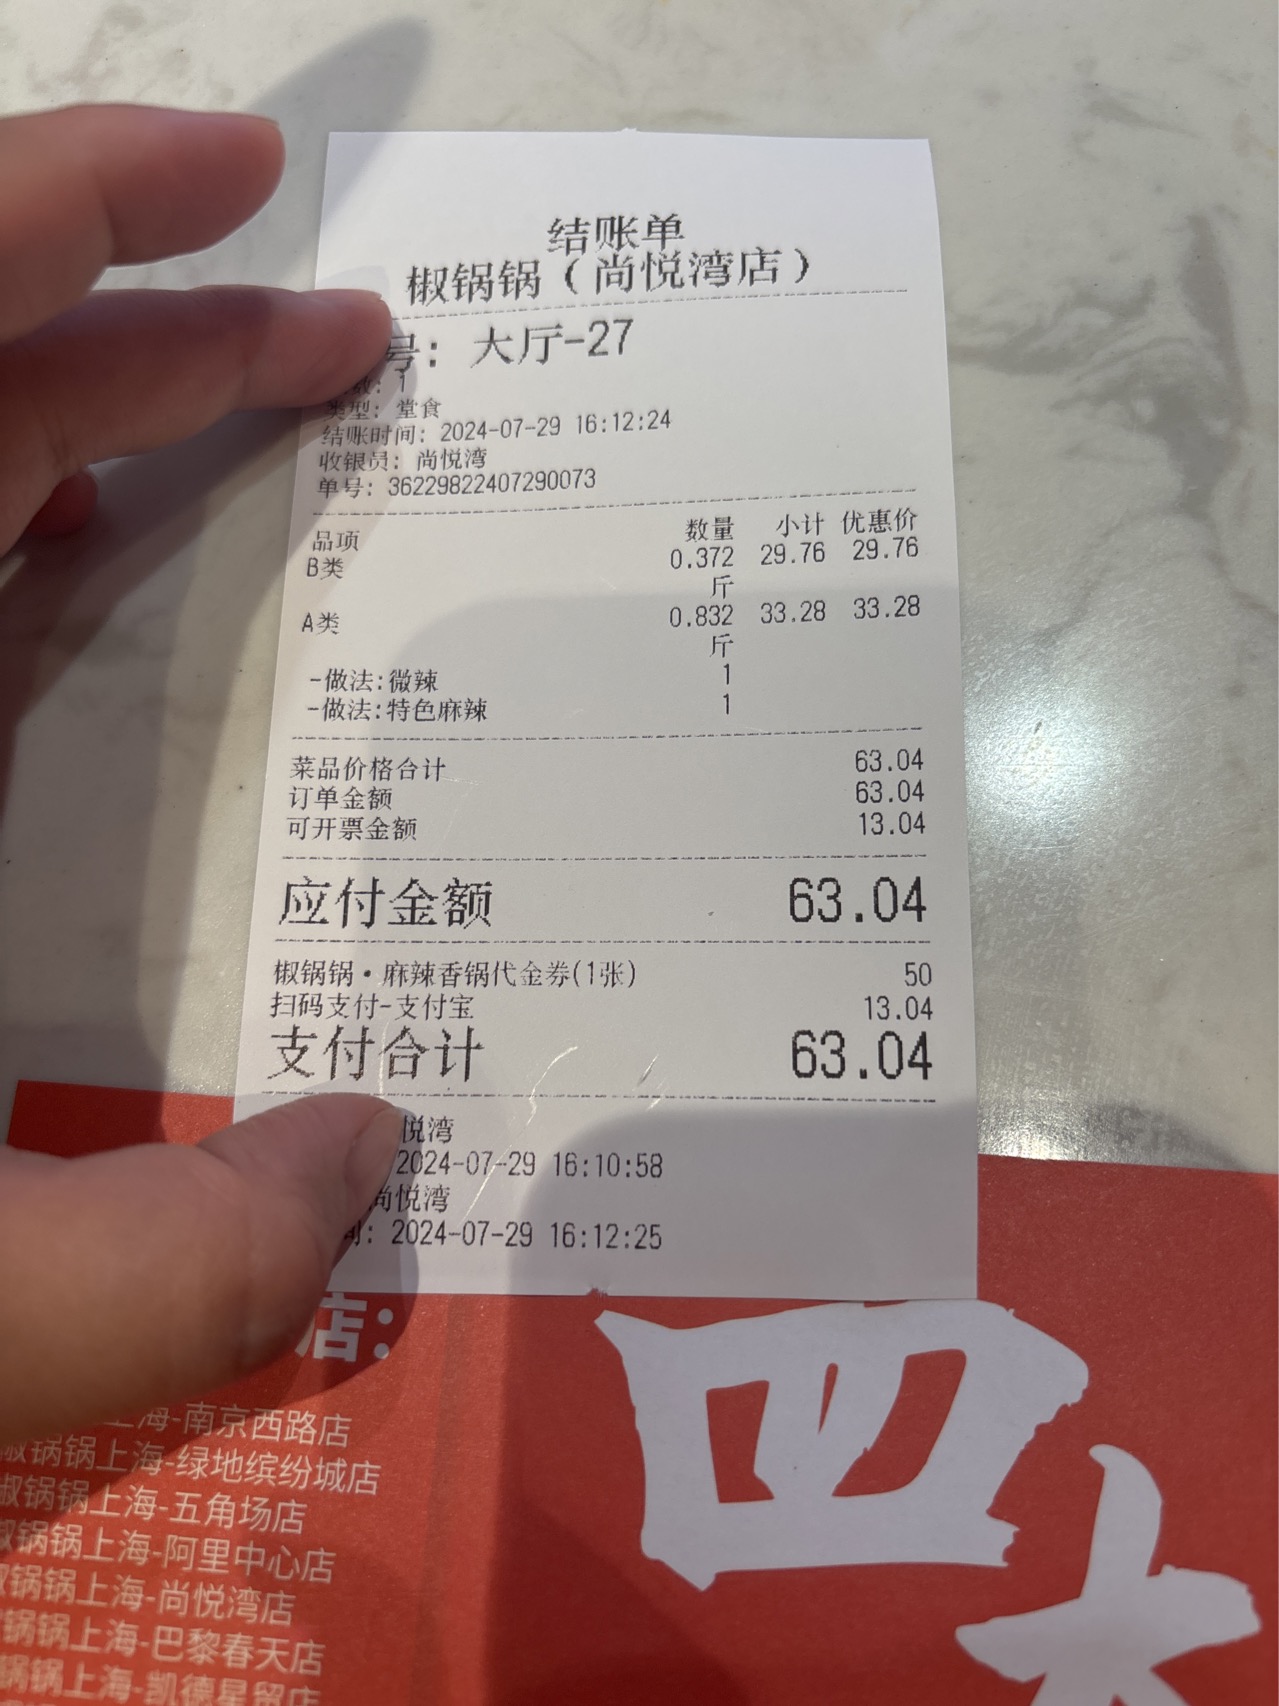 结账单
椒锅锅（尚悦湾店）
号: 大厅-27
数: 1
类型: 堂食
结账时间: 2024-07-29 16:12:24
收银员: 尚悦湾
单号: 36229822407290073
品项 数量 小计 优惠价
B类 0.372 29.76 29.76
斤
A类 0.832 33.28 33.28
斤
-做法:微辣 1
-做法:特色麻辣 1
菜品价格合计 63.04
订单金额 63.04
可开票金额 13.04
应付金额 63.04
椒锅锅·麻辣香锅代金券(1张) 50
扫码支付-支付宝 13.04
支付合计 63.04
悦湾
2024-07-29 16:10:58
尚悦湾
间: 2024-07-29 16:12:25
店:
上海-南京西路店
椒锅锅上海-绿地缤纷城店
椒锅锅上海-五角场店
椒锅锅上海-阿里中心店
椒锅锅上海-尚悦湾店
锅锅上海-巴黎春天店
锅锅上海-凯德星贸店
四